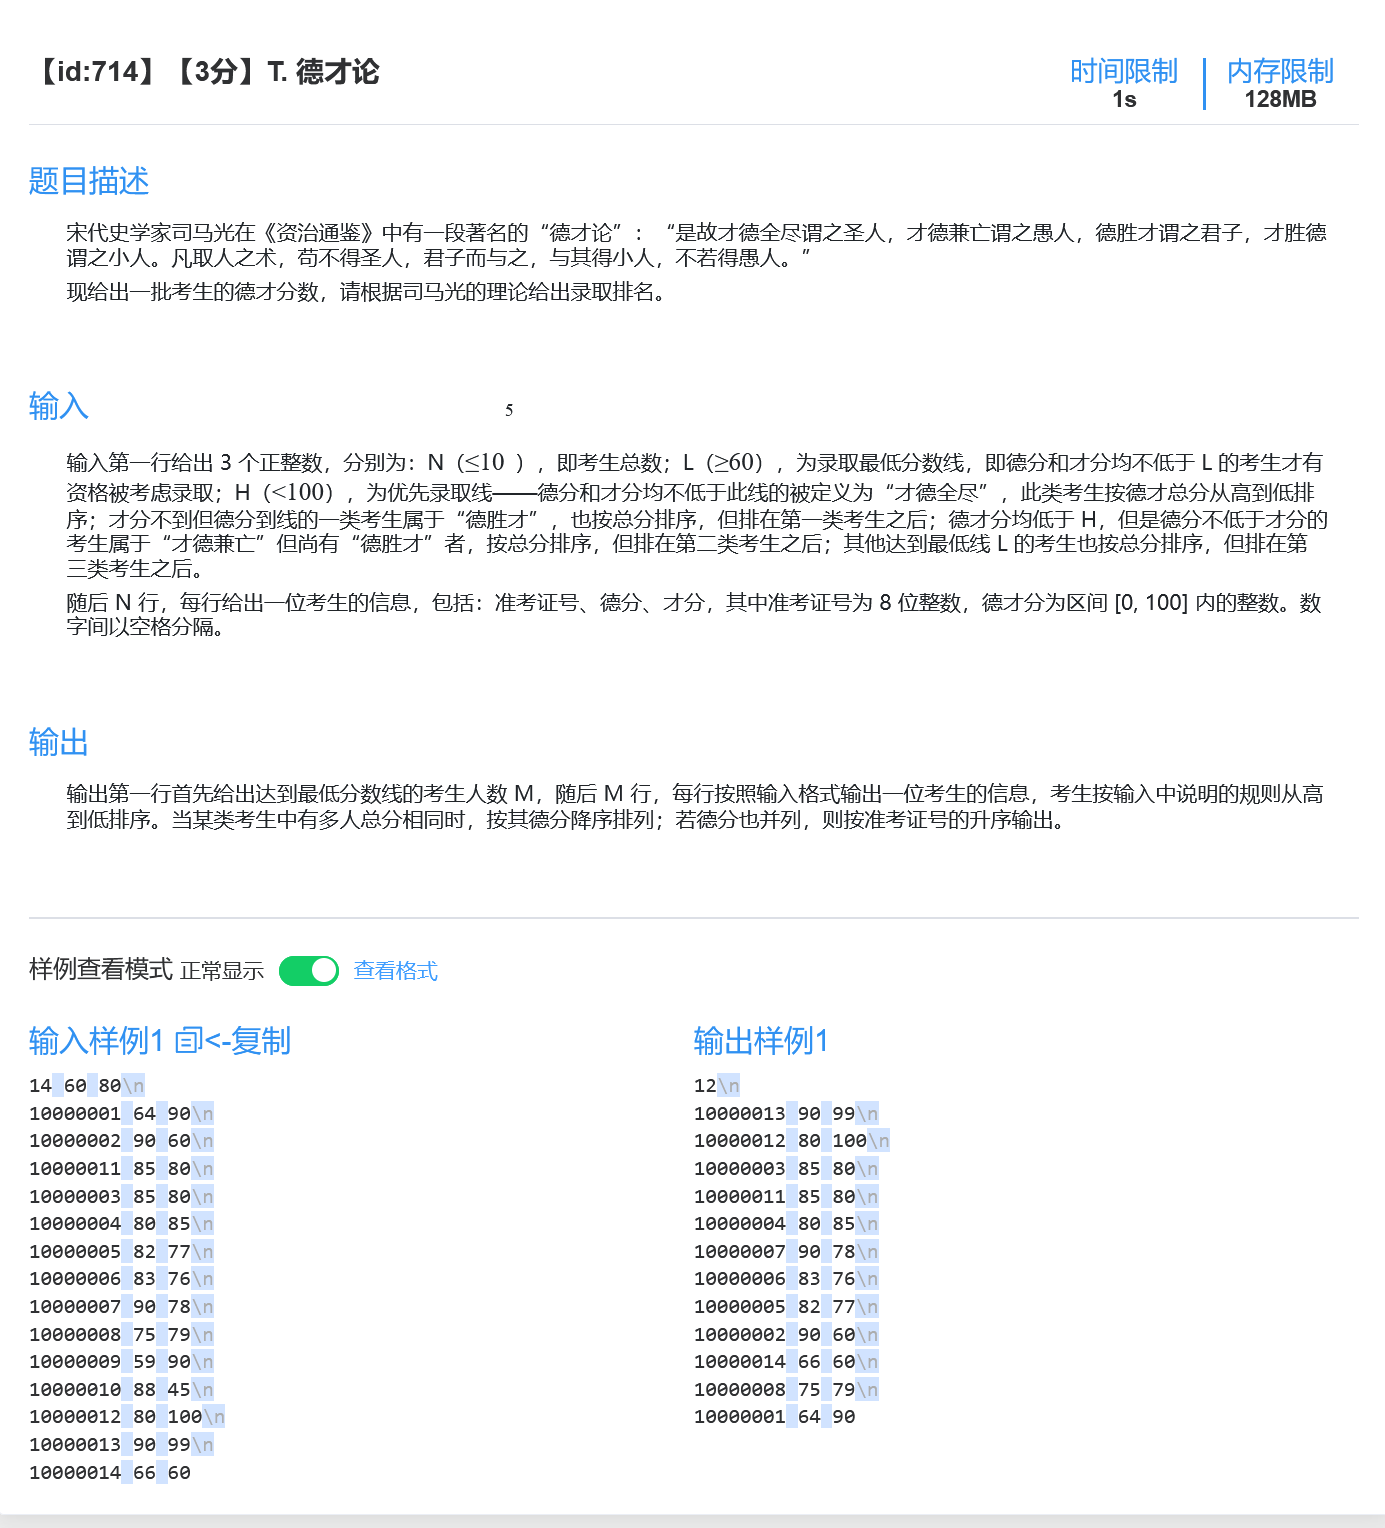 【id:714】【3分】T. 德才论
时间限制
1s
内存限制
128MB
题目描述
宋代史学家司马光在《资治通鉴》中有一段著名的“德才论”：“是故才德全尽谓之圣人，才德兼亡谓之愚人，德胜才谓之君子，才胜德
谓之小人。凡取人之术，苟不得圣人，君子而与之，与其得小人，不若得愚人。”
现给出一批考生的德才分数，请根据司马光的理论给出录取排名。
输入
5
输入第一行给出 3 个正整数，分别为：N（≤10 ），即考生总数；L（≥60），为录取最低分数线，即德分和才分均不低于 L 的考生才有
资格被考虑录取；H（<100），为优先录取线——德分和才分均不低于此线的被定义为“才德全尽”，此类考生按德才总分从高到低排
序；才分不到但德分到线的一类考生属于“德胜才”，也按总分排序，但排在第一类考生之后；德才分均低于 H，但是德分不低于才分的
考生属于“才德兼亡”但尚有“德胜才”者，按总分排序，但排在第二类考生之后；其他达到最低线 L 的考生也按总分排序，但排在第
三类考生之后。
随后 N 行，每行给出一位考生的信息，包括：准考证号、德分、才分，其中准考证号为 8 位整数，德才分为区间 [0, 100] 内的整数。数
字间以空格分隔。
输出
输出第一行首先给出达到最低分数线的考生人数 M，随后 M 行，每行按照输入格式输出一位考生的信息，考生按输入中说明的规则从高
到低排序。当某类考生中有多人总分相同时，按其德分降序排列；若德分也并列，则按准考证号的升序输出。
样例查看模式 正常显示 查看格式
输入样例1 <-复制
14 60 80\n
10000001 64 90\n
10000002 90 60\n
10000011 85 80\n
10000003 85 80\n
10000004 80 85\n
10000005 82 77\n
10000006 83 76\n
10000007 90 78\n
10000008 75 79\n
10000009 59 90\n
10000010 88 45\n
10000012 80 100\n
10000013 90 99\n
10000014 66 60
输出样例1
12\n
10000013 90 99\n
10000012 80 100\n
10000003 85 80\n
10000011 85 80\n
10000004 80 85\n
10000007 90 78\n
10000006 83 76\n
10000005 82 77\n
10000002 90 60\n
10000014 66 60\n
10000008 75 79\n
10000001 64 90